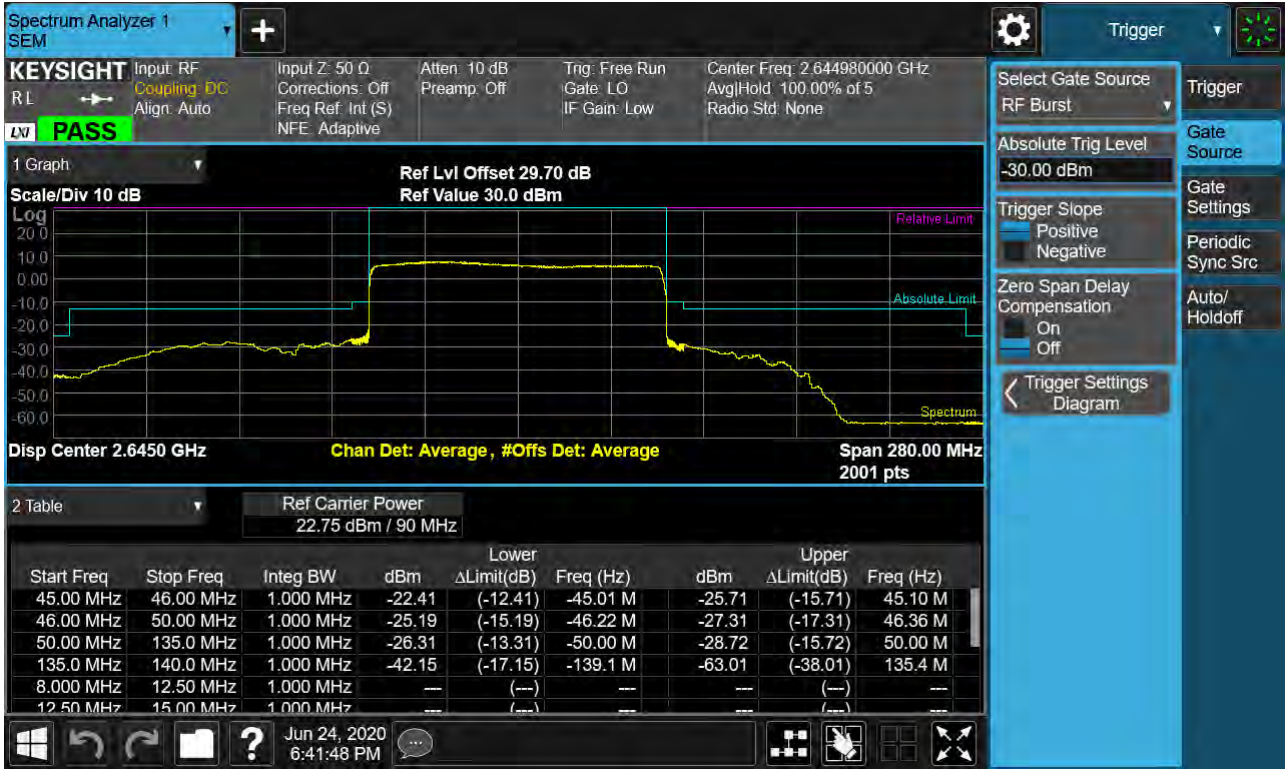 Spectrum Analyzer 1
SEM
Trigger
KEYSIGHT
R L
LXI PASS
Input: RF
Coupling: DC
Align: Auto
Input Z: 50 Ω
Corrections: Off
Freq Ref: Int (S)
NFE: Adaptive
Atten: 10 dB
Preamp: Off
Trig: Free Run
Gate: LO
IF Gain: Low
Center Freq: 2.644980000 GHz
Avg|Hold: 100.00% of 5
Radio Std: None
1 Graph
Scale/Div 10 dB
Ref Lvl Offset 29.70 dB
Ref Value 30.0 dBm
Log
20.0
10.0
0.00
-10.0
-20.0
-30.0
-40.0
-50.0
-60.0
Relative Limit
Absolute Limit
Spectrum
Disp Center 2.6450 GHz
Chan Det: Average, #Offs Det: Average
Span 280.00 MHz
2001 pts
2 Table
Ref Carrier Power
22.75 dBm / 90 MHz
Lower Upper
Start Freq Stop Freq Integ BW dBm ΔLimit(dB) Freq (Hz) dBm ΔLimit(dB) Freq (Hz)
45.00 MHz 46.00 MHz 1.000 MHz -22.41 (-12.41) -45.01 M -25.71 (-15.71) 45.10 M
46.00 MHz 50.00 MHz 1.000 MHz -25.19 (-15.19) -46.22 M -27.31 (-17.31) 46.36 M
50.00 MHz 135.0 MHz 1.000 MHz -26.31 (-13.31) -50.00 M -28.72 (-15.72) 50.00 M
135.0 MHz 140.0 MHz 1.000 MHz -42.15 (-17.15) -139.1 M -63.01 (-38.01) 135.4 M
8.000 MHz 12.50 MHz 1.000 MHz --- (---) --- --- (---) ---
12.50 MHz 15.00 MHz 1.000 MHz --- (---) --- --- (---) ---
Jun 24, 2020
6:41:48 PM
Select Gate Source
RF Burst
Absolute Trig Level
-30.00 dBm
Trigger Slope
Positive
Negative
Zero Span Delay
Compensation
On
Off
Trigger Settings
Diagram
Trigger
Gate
Source
Gate
Settings
Periodic
Sync Src
Auto/
Holdoff